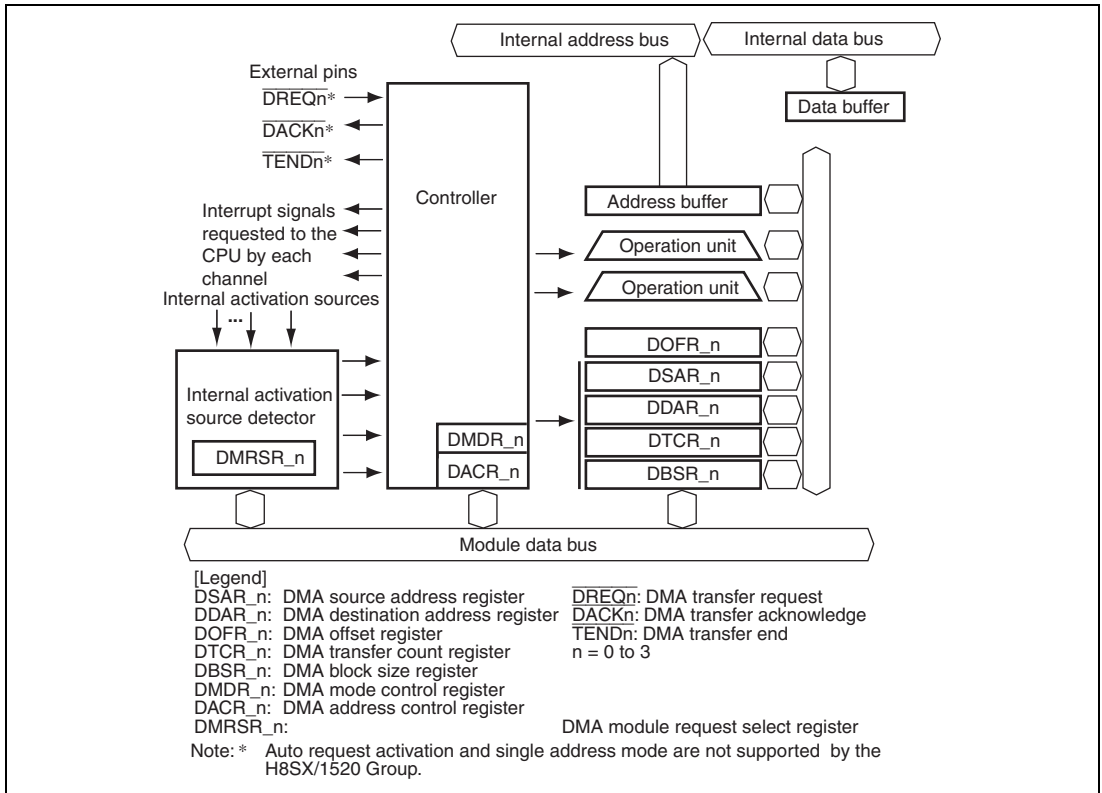 Internal address bus
Internal data bus
External pins
DREQn*
DACKn*
TENDn*
Data buffer
Controller
Address buffer
Interrupt signals
requested to the
CPU by each
channel
Operation unit
Operation unit
Internal activation sources
...
Internal activation
source detector
DMRSR_n
DMDR_n
DACR_n
DOFR_n
DSAR_n
DDAR_n
DTCR_n
DBSR_n
Module data bus
[Legend]
DSAR_n: DMA source address register
DDAR_n: DMA destination address register
DOFR_n: DMA offset register
DTCR_n: DMA transfer count register
DBSR_n: DMA block size register
DMDR_n: DMA mode control register
DACR_n: DMA address control register
DMRSR_n: DMA module request select register
DREQn: DMA transfer request
DACKn: DMA transfer acknowledge
TENDn: DMA transfer end
n = 0 to 3
Note: * Auto request activation and single address mode are not supported by the
H8SX/1520 Group.